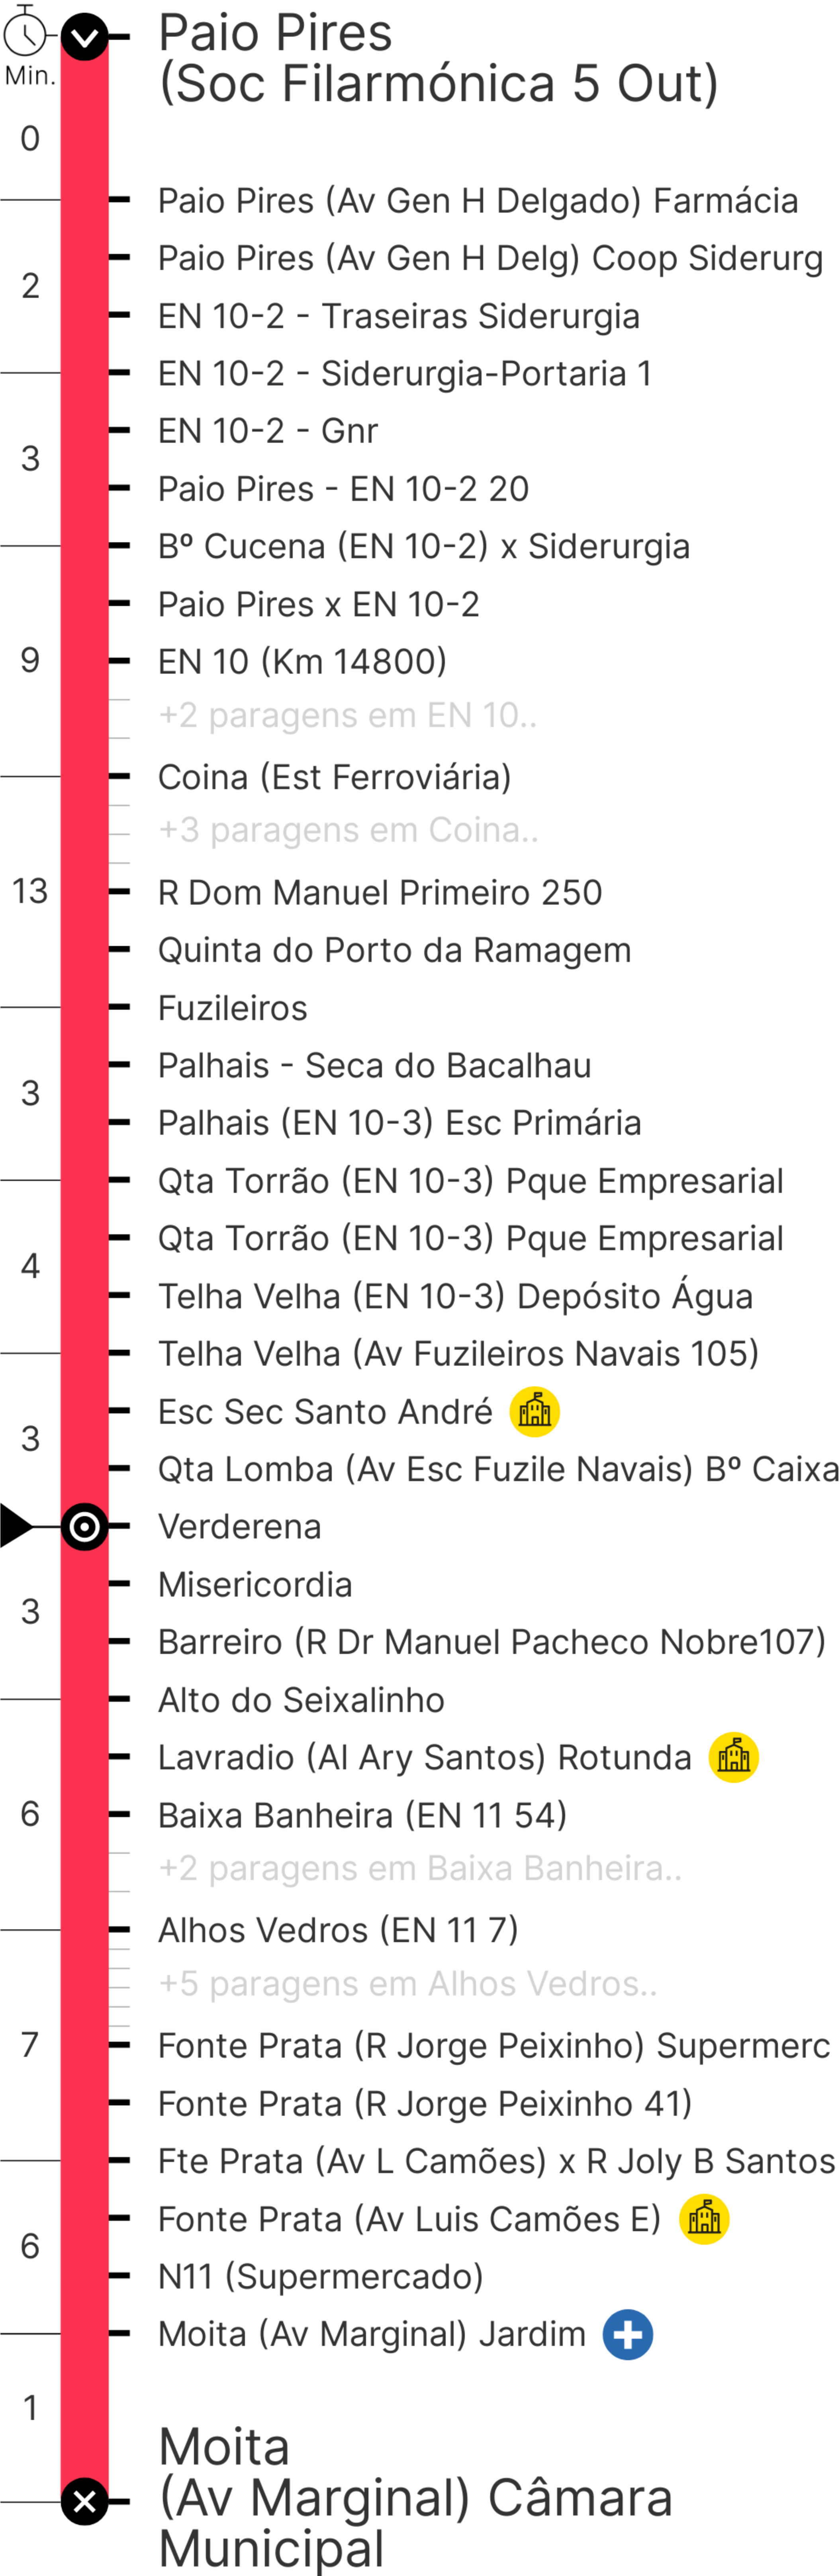 Paio Pires
(Soc Filarmónica 5 Out)
Min.
0
Paio Pires (Av Gen H Delgado) Farmácia
Paio Pires (Av Gen H Delg) Coop Siderurg
2
EN 10-2 - Traseiras Siderurgia
EN 10-2 - Siderurgia-Portaria 1
EN 10-2 - Gnr
3
Paio Pires - EN 10-2 20
Bº Cucena (EN 10-2) x Siderurgia
Paio Pires x EN 10-2
9
EN 10 (Km 14800)
+2 paragens em EN 10..
Coina (Est Ferroviária)
+3 paragens em Coina..
13
R Dom Manuel Primeiro 250
Quinta do Porto da Ramagem
Fuzileiros
Palhais - Seca do Bacalhau
3
Palhais (EN 10-3) Esc Primária
Qta Torrão (EN 10-3) Pque Empresarial
Qta Torrão (EN 10-3) Pque Empresarial
4
Telha Velha (EN 10-3) Depósito Água
Telha Velha (Av Fuzileiros Navais 105)
Esc Sec Santo André
3
Qta Lomba (Av Esc Fuzile Navais) Bº Caixa
Verderena
Misericordia
3
Barreiro (R Dr Manuel Pacheco Nobre107)
Alto do Seixalinho
Lavradio (Al Ary Santos) Rotunda
6
Baixa Banheira (EN 11 54)
+2 paragens em Baixa Banheira..
Alhos Vedros (EN 11 7)
+5 paragens em Alhos Vedros..
7
Fonte Prata (R Jorge Peixinho) Supermerc
Fonte Prata (R Jorge Peixinho 41)
Fte Prata (Av L Camões) x R Joly B Santos
Fonte Prata (Av Luis Camões E)
6
N11 (Supermercado)
Moita (Av Marginal) Jardim
1
Moita
(Av Marginal) Câmara
Municipal